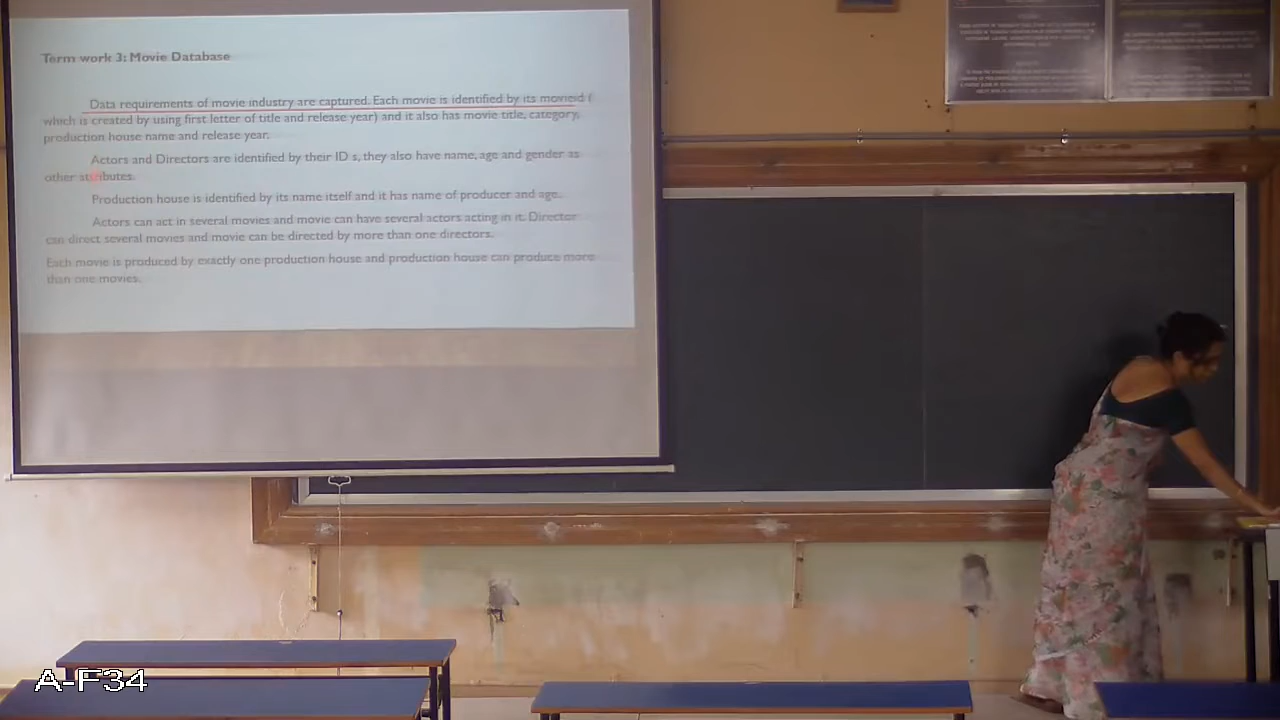 Term work 3: Movie Database
Data requirements of movie industry are captured. Each movie is identified by its movieid (
which is created by using first letter of title and release year) and it also has movie title, category,
production house name and release year.
Actors and Directors are identified by their ID s, they also have name, age and gender as
other attributes.
Production house is identified by its name itself and it has name of producer and age.
Actors can act in several movies and movie can have several actors acting in it. Director
can direct several movies and movie can be directed by more than one directors.
Each movie is produced by exactly one production house and production house can produce more
than one movies.
A-F34